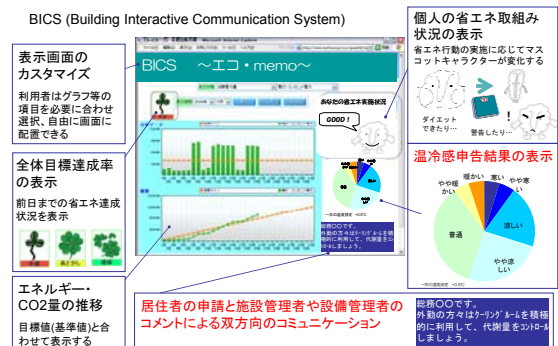 BICS (Building Interactive Communication System)
表示画面の
カスタマイズ
利用者はグラフ等の
項目を必要に合わせ
選択、自由に画面に
配置できる
全体目標達成率
の表示
前日までの省エネ達成
状況を表示
あと少し
達成
エネルギー・
CO2量の推移
目標値(基準値)と合
わせて表示する
BICS ～エコ・memo～
あなたの省エネ実施状況
GOOD！
個人の省エネ取組み
状況の表示
省エネ行動の実施に応じてマス
コットキャラクターが変化する
ダイエット
できたり…
！
警告したり…
温冷感申告結果の表示
暖かい
寒い
やや寒
い
やや暖
かい
涼しい
普通
やや涼
しい
居住者の申請と施設管理者や設備管理者の
コメントによる双方向のコミュニケーション
総務〇〇です。
外勤の方々はクーリングルームを積極
的に利用して、代謝量をコントロール
しましょう。